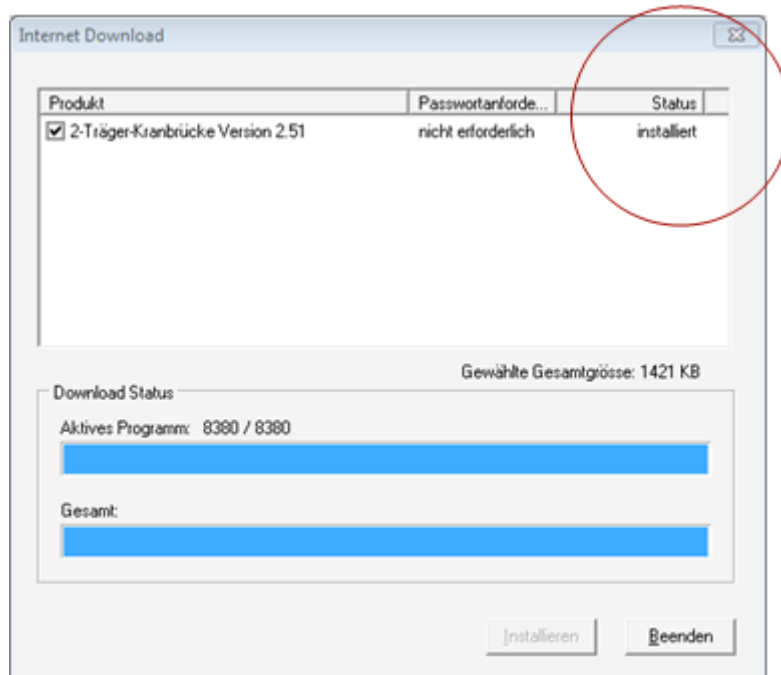 Internet Download
Produkt Passwortanforde... Status
2-Träger-Kranbrücke Version 2.51 nicht erforderlich installiert
Gewählte Gesamtgrösse: 1421 KB
Download Status
Aktives Programm: 8380 / 8380
Gesamt:
Installieren Beenden